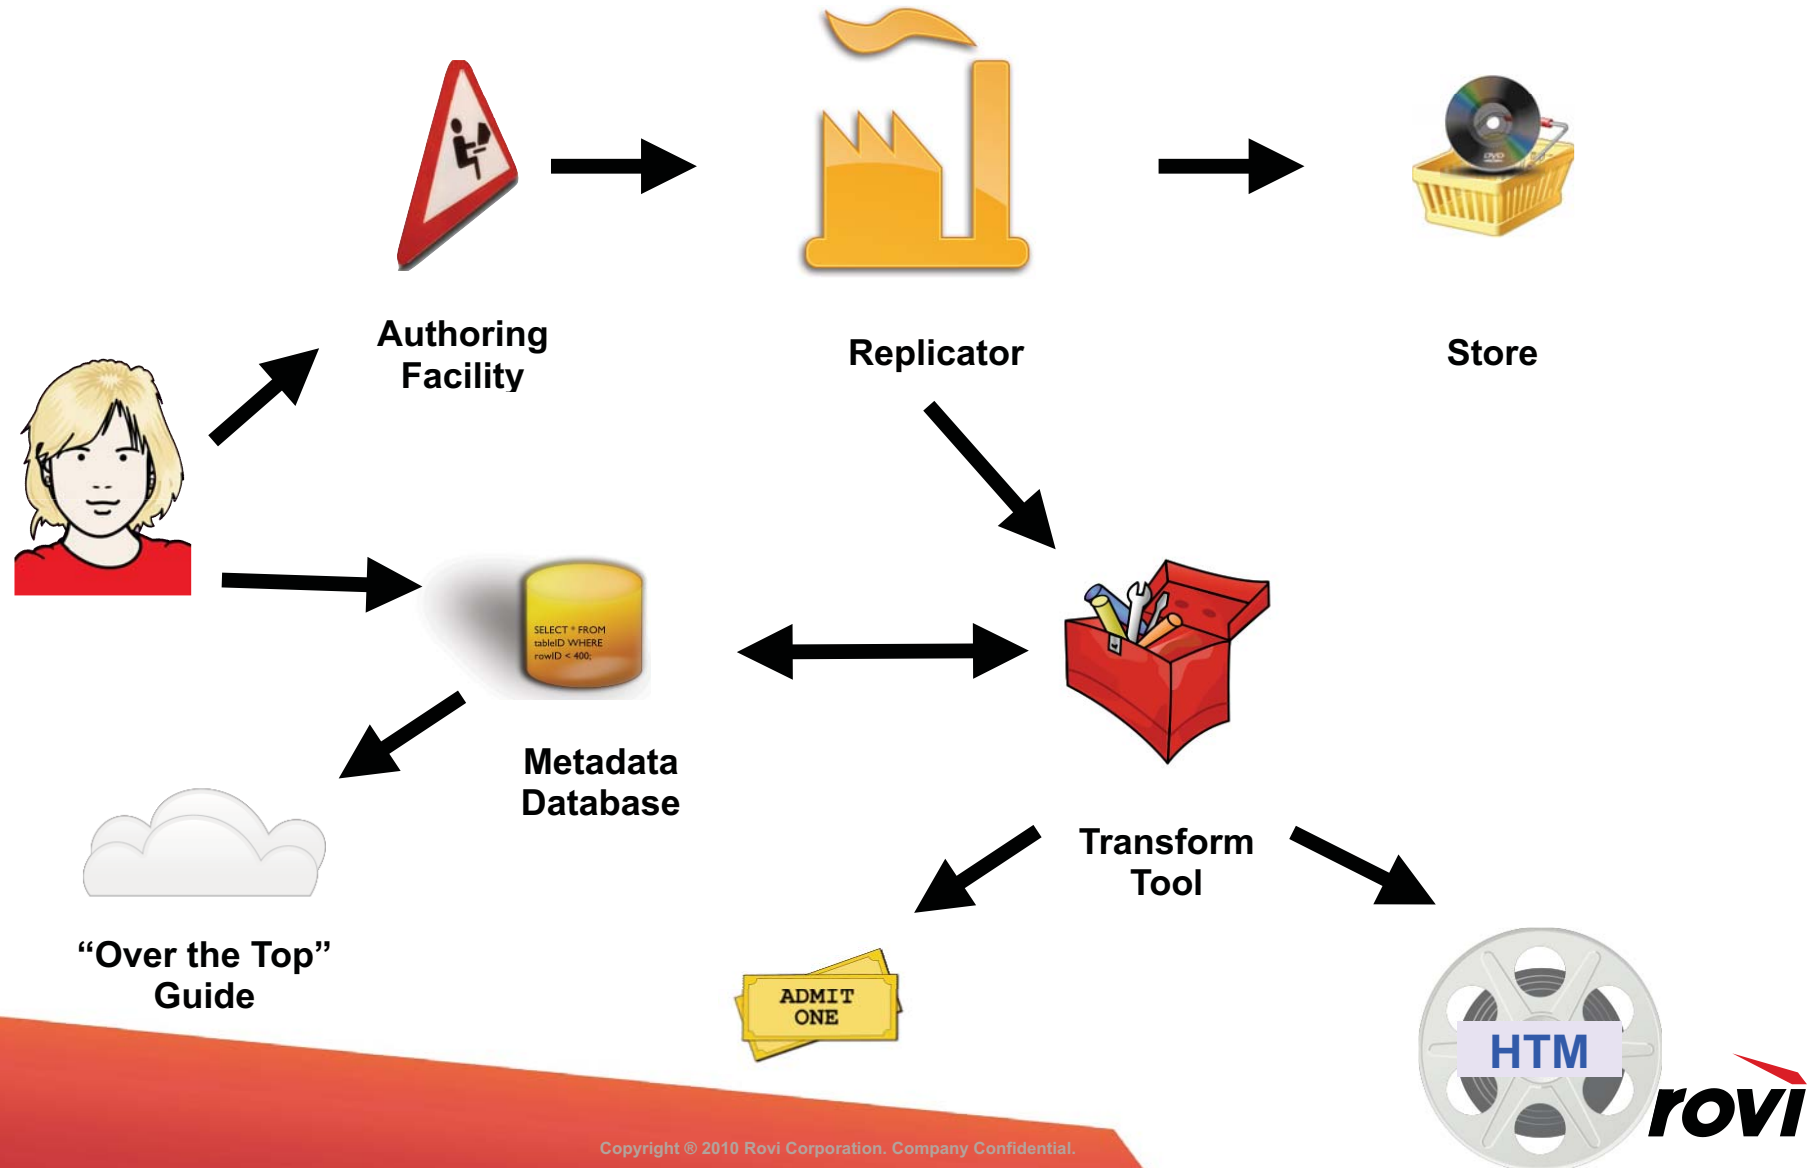 DVD
Authoring
Facility
Replicator
Store
SELECT * FROM
tableID WHERE
rowID < 400;
Metadata
Database
Transform
Tool
“Over the Top”
Guide
ADMIT
ONE
HTM
rovi
Copyright ® 2010 Rovi Corporation. Company Confidential.